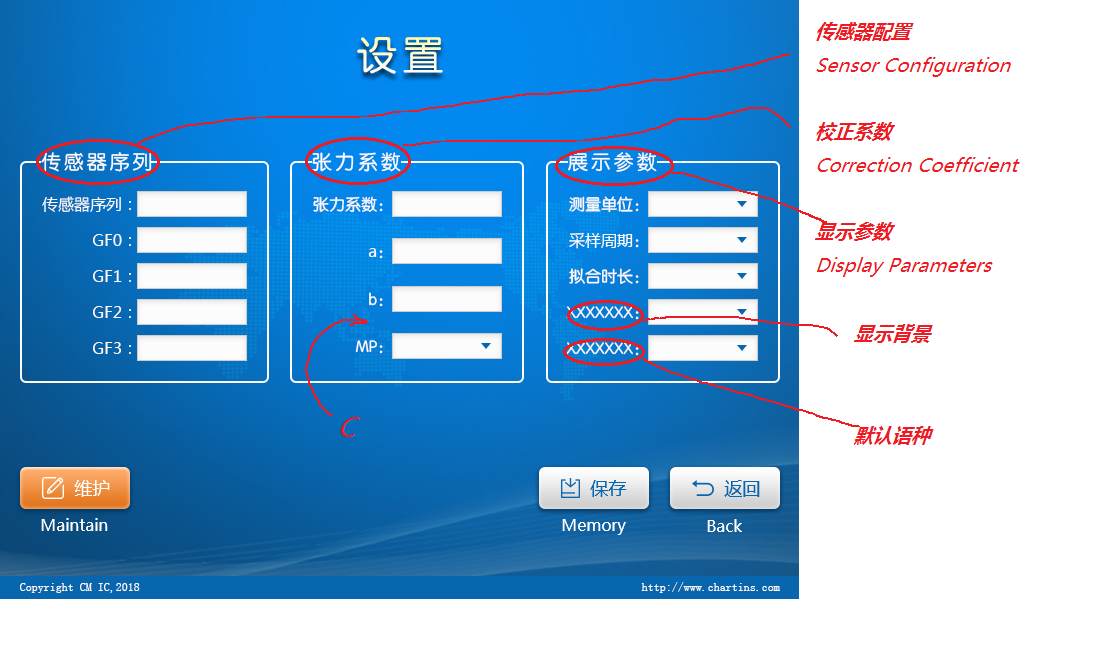 设置
传感器序列
传感器序列：
GF0：
GF1：
GF2：
GF3：
张力系数
张力系数：
a：
b：
MP：
C
展示参数
测量单位：
采样周期：
拟合时长：
XXXXXXX：
XXXXXXX：
传感器配置
Sensor Configuration
校正系数
Correction Coefficient
显示参数
Display Parameters
显示背景
默认语种
维护
Maintain
保存
Memory
返回
Back
Copyright CM IC,2018
http://www.chartins.com